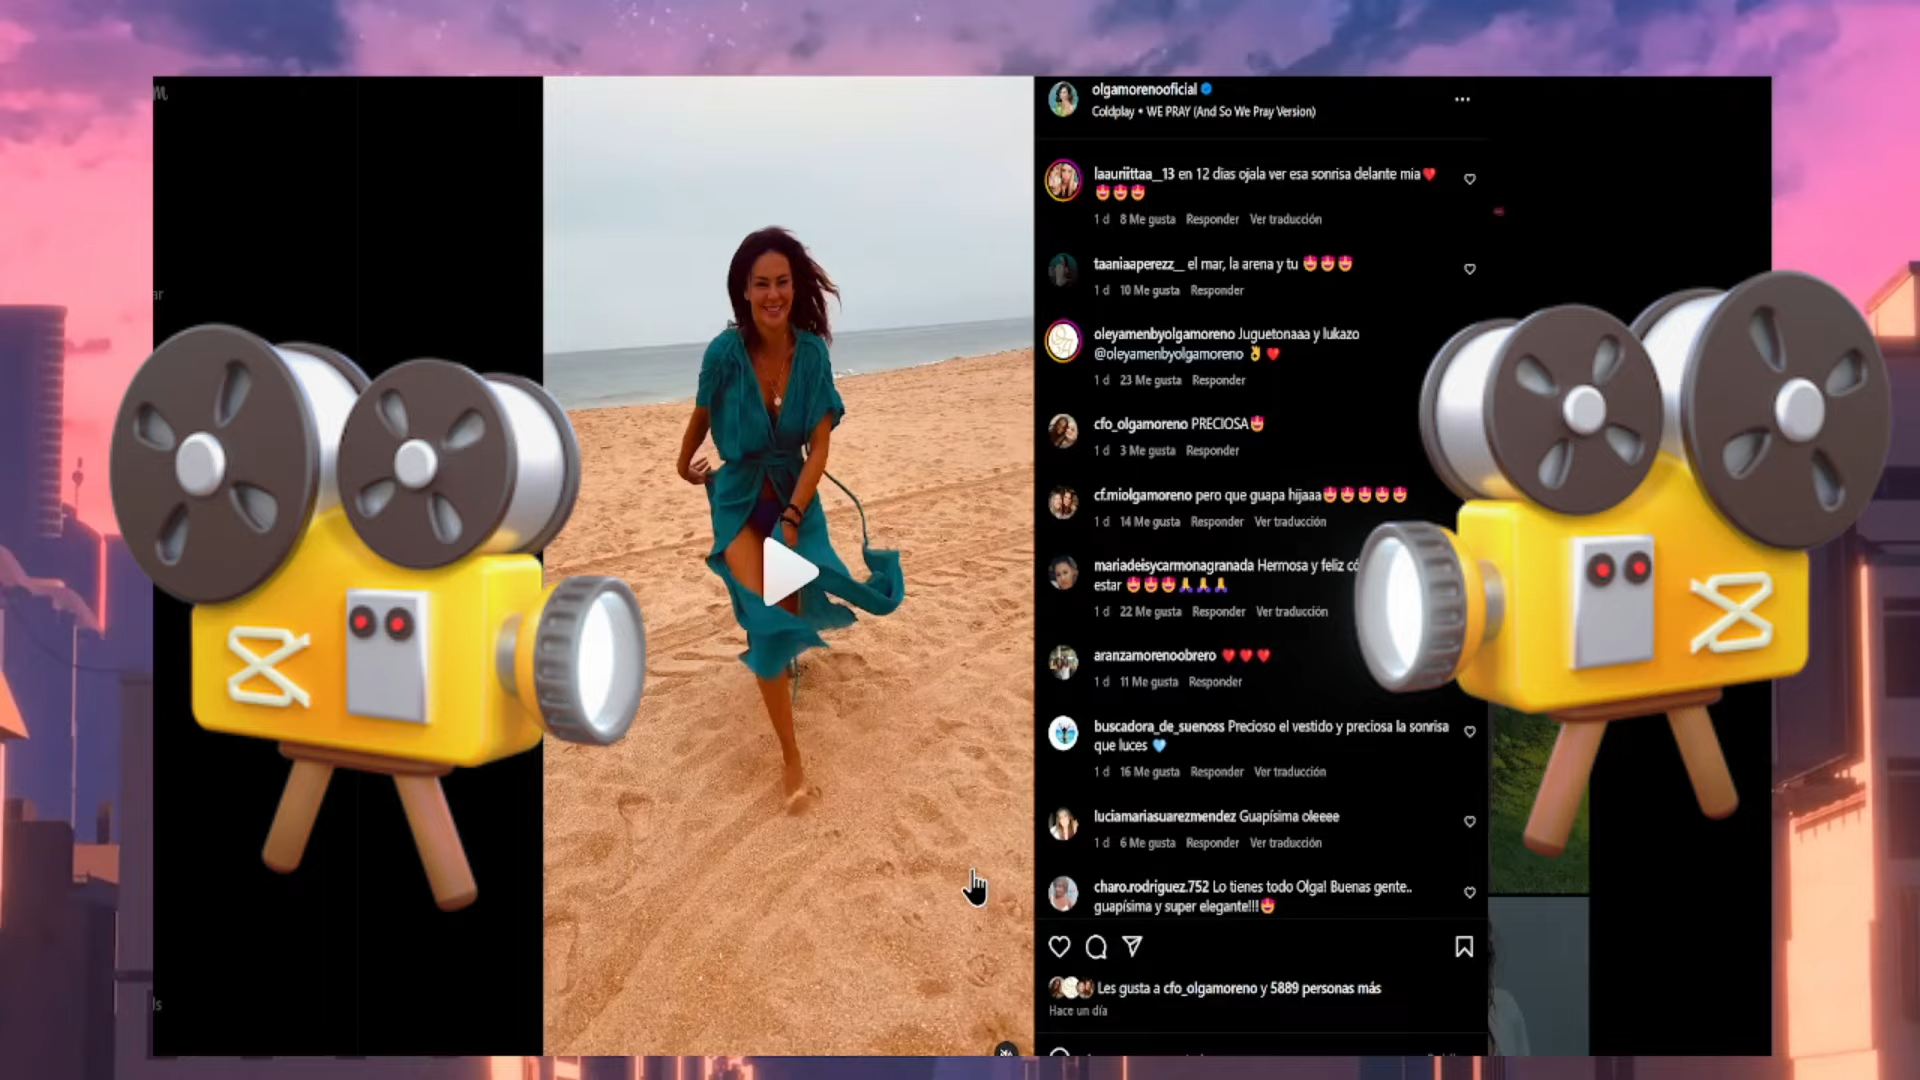 olgamorenooficial
Coldplay • WE PRAY (And So We Pray Version)
laauriittaa__13 en 12 días ojala ver esa sonrisa delante mia❤️
😍😍😍
1 d 8 Me gusta Responder Ver traducción
taaniaaperezz__ el mar, la arena y tu 😍😍😍
1 d 10 Me gusta Responder
oleyamenbyolgamoreno Juguetonaaa y lukazo
@oleyamenbyolgamoreno 👌❤️
1 d 23 Me gusta Responder
cfo_olgamoreno PRECIOSA😍
1 d 3 Me gusta Responder
cf.miolgamoreno pero que guapa hijaaa😍😍😍😍😍
1 d 14 Me gusta Responder Ver traducción
mariadeisycarmonagranada Hermosa y feliz có
estar 😍😍😍🙏🙏🙏
1 d 22 Me gusta Responder Ver traducción
aranzamorenoobrero ❤️❤️❤️
1 d 11 Me gusta Responder
buscadora_de_suenoss Precioso el vestido y preciosa la sonrisa
que luces 🩵
1 d 16 Me gusta Responder Ver traducción
luciamariasuarezmendez Guapísima oleeee
1 d 6 Me gusta Responder Ver traducción
charo.rodriguez.752 Lo tienes todo Olga! Buenas gente..
guapísima y super elegante!!!😍
Les gusta a cfo_olgamoreno y 5889 personas más
Hace un día